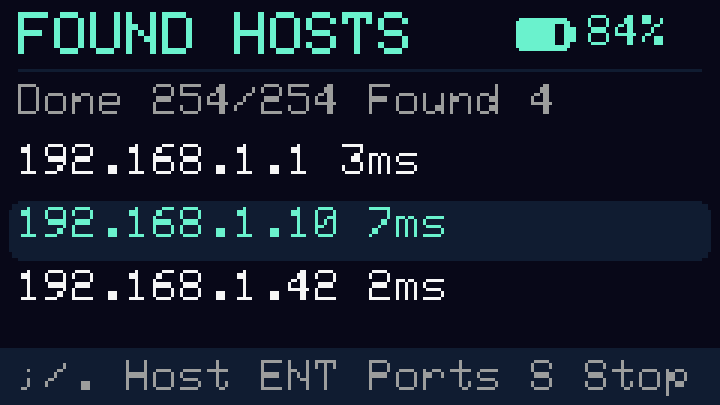 FOUND HOSTS 84%
Done 254/254 Found 4
192.168.1.1 3ms
192.168.1.10 7ms
192.168.1.42 2ms
;/. Host ENT Ports S Stop